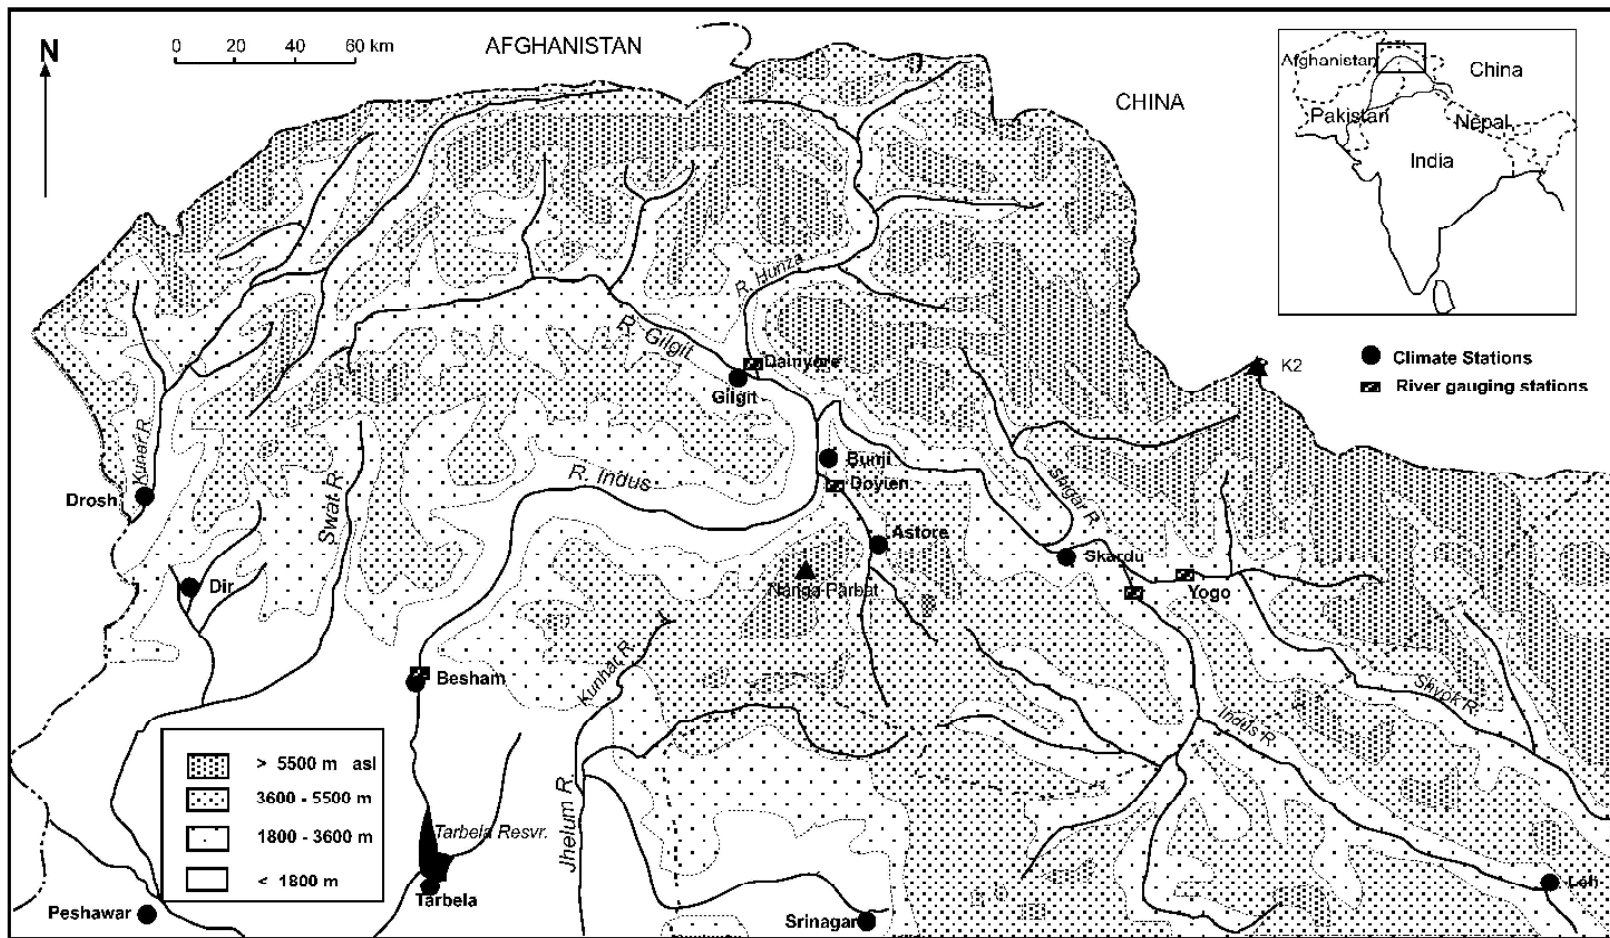 N
0 20 40 60 km
AFGHANISTAN
CHINA
Afghanistan
China
Pakistan
Nepal
India
Climate Stations
River gauging stations
K2
R. Hunza
R. Gilgit
Dainyore
Gilgit
Kunar R.
Drosh
Swat R.
R. Indus
Bunji
Doyien
Shigar R.
Astore
Skardu
Dir
Nanga Parbat
Yogo
Besham
Kunhar R.
Shyok R.
Indus R.
> 5500 m asl
3600 - 5500 m
1800 - 3600 m
< 1800 m
Tarbela Resvr.
Jhelum R.
Tarbela
Leh
Peshawar
Srinagar